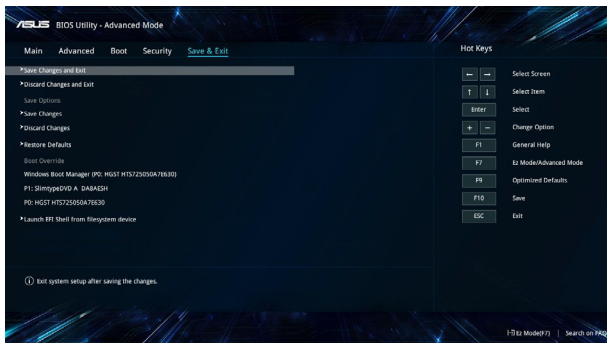 ASUS BIOS Utility - Advanced Mode
Main Advanced Boot Security Save & Exit
Save Changes and Exit
Discard Changes and Exit
Save Options
Save Changes
Discard Changes
Restore Defaults
Boot Override
Windows Boot Manager (P0: HGST HTS725050A7E630)
P1: SlimtypeDVD A DA8AESH
P0: HGST HTS725050A7E630
Launch EFI Shell from filesystem device
Exit system setup after saving the changes.
Hot Keys
← → Select Screen
↑ ↓ Select Item
Enter Select
+ − Change Option
F1 General Help
F7 Ez Mode/Advanced Mode
F9 Optimized Defaults
F10 Save
ESC Exit
Ez Mode(F7) | Search on FAQ